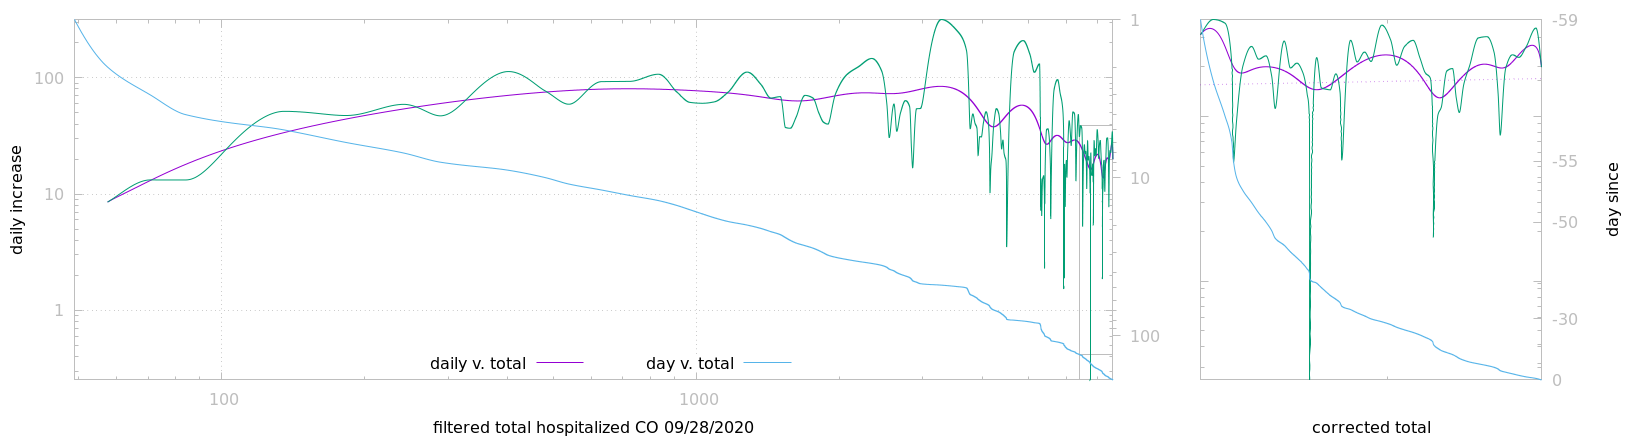 daily increase
100
10
1
1
10
100
daily v. total
day v. total
100
1000
filtered total hospitalized CO 09/28/2020
-59
-55
-50
-30
0
day since
corrected total